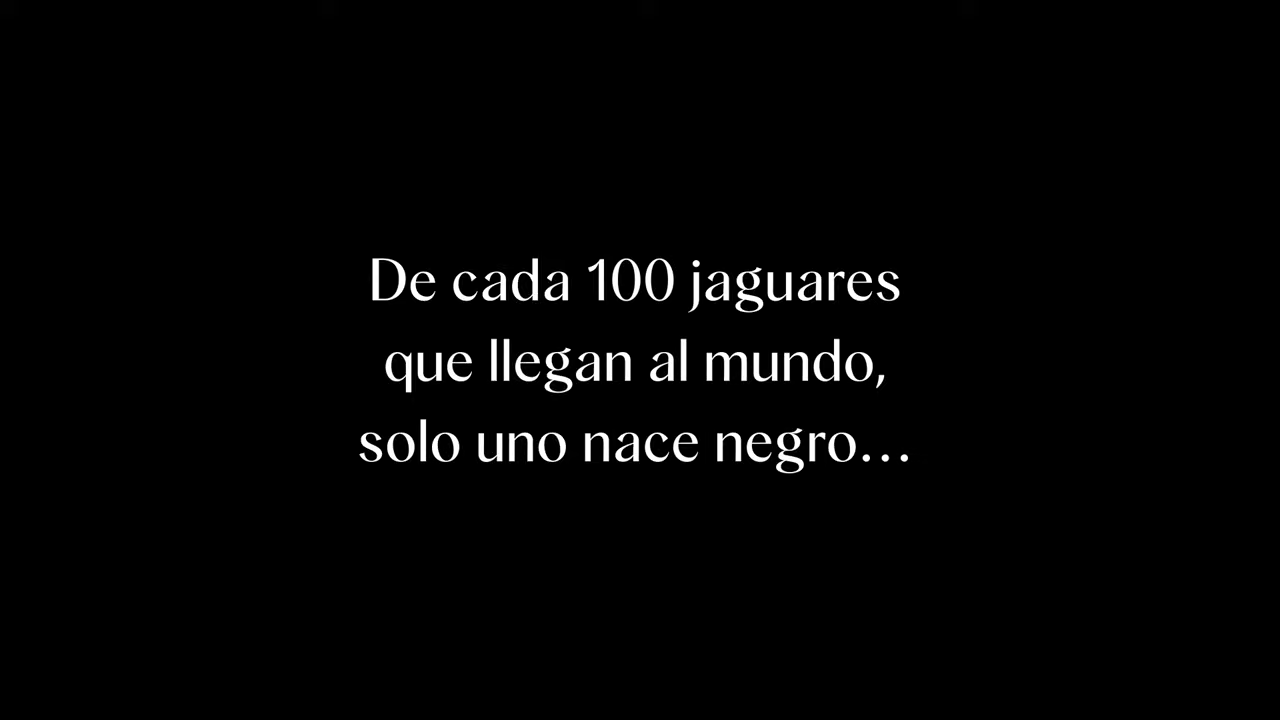 De cada 100 jaguares
que llegan al mundo,
solo uno nace negro...